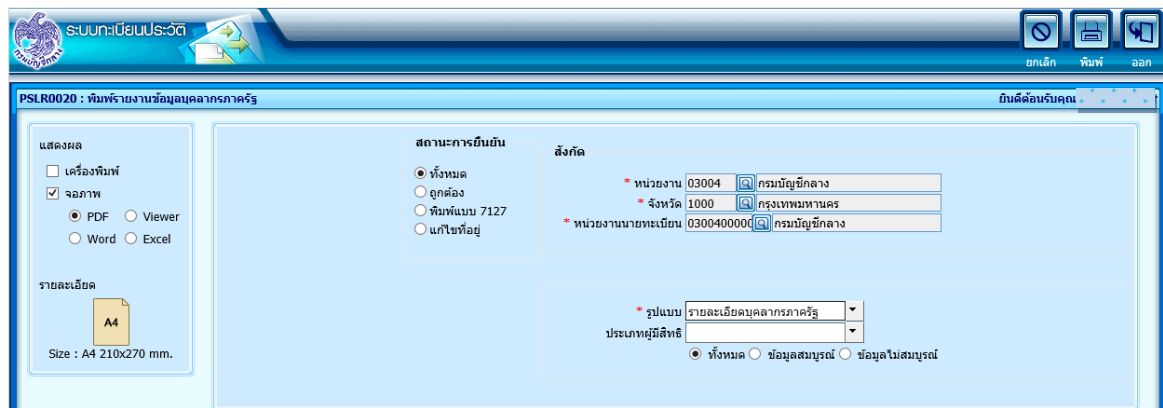 ระบบทะเบียนประวัติ
กรมบัญชีกลาง
ยกเลิก พิมพ์ ออก
PSLR0020 : พิมพ์รายงานข้อมูลบุคลากรภาครัฐ ยินดีต้อนรับคุณ
แสดงผล
เครื่องพิมพ์
จอภาพ
PDF Viewer
Word Excel
รายละเอียด
A4
Size : A4 210x270 mm.
สถานะการยืนยัน
ทั้งหมด
ถูกต้อง
พิมพ์แบบ 7127
แก้ไขที่อยู่
สังกัด
* หน่วยงาน 03004 กรมบัญชีกลาง
* จังหวัด 1000 กรุงเทพมหานคร
* หน่วยงานนายทะเบียน 0300400000 กรมบัญชีกลาง
* รูปแบบ รายละเอียดบุคลากรภาครัฐ
ประเภทผู้มีสิทธิ
ทั้งหมด ข้อมูลสมบูรณ์ ข้อมูลไม่สมบูรณ์